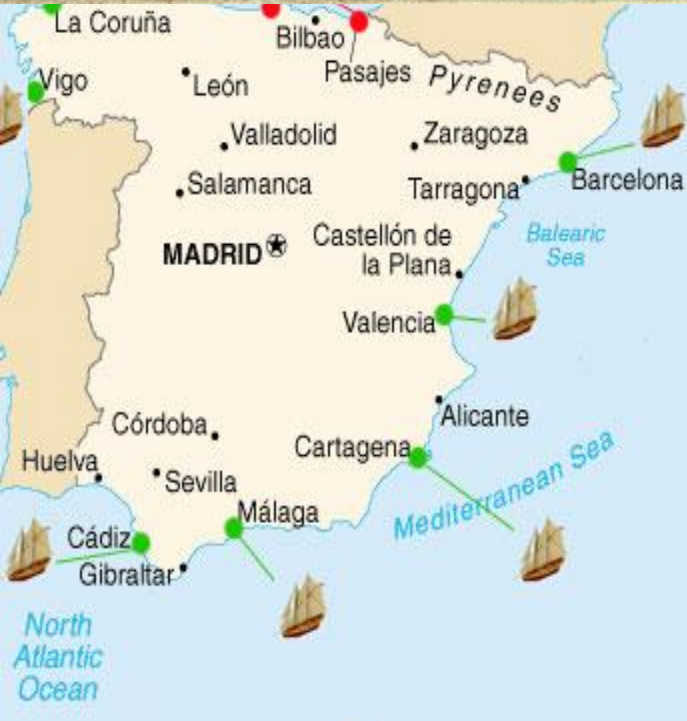 La Coruña
Bilbao
Pasajes
Pyrenees
Vigo
León
Valladolid
Zaragoza
Salamanca
Tarragona
Barcelona
MADRID
Castellón de
la Plana
Balearic
Sea
Valencia
Alicante
Córdoba
Cartagena
Huelva
Sevilla
Mediterranean Sea
Málaga
Cádiz
Gibraltar
North
Atlantic
Ocean